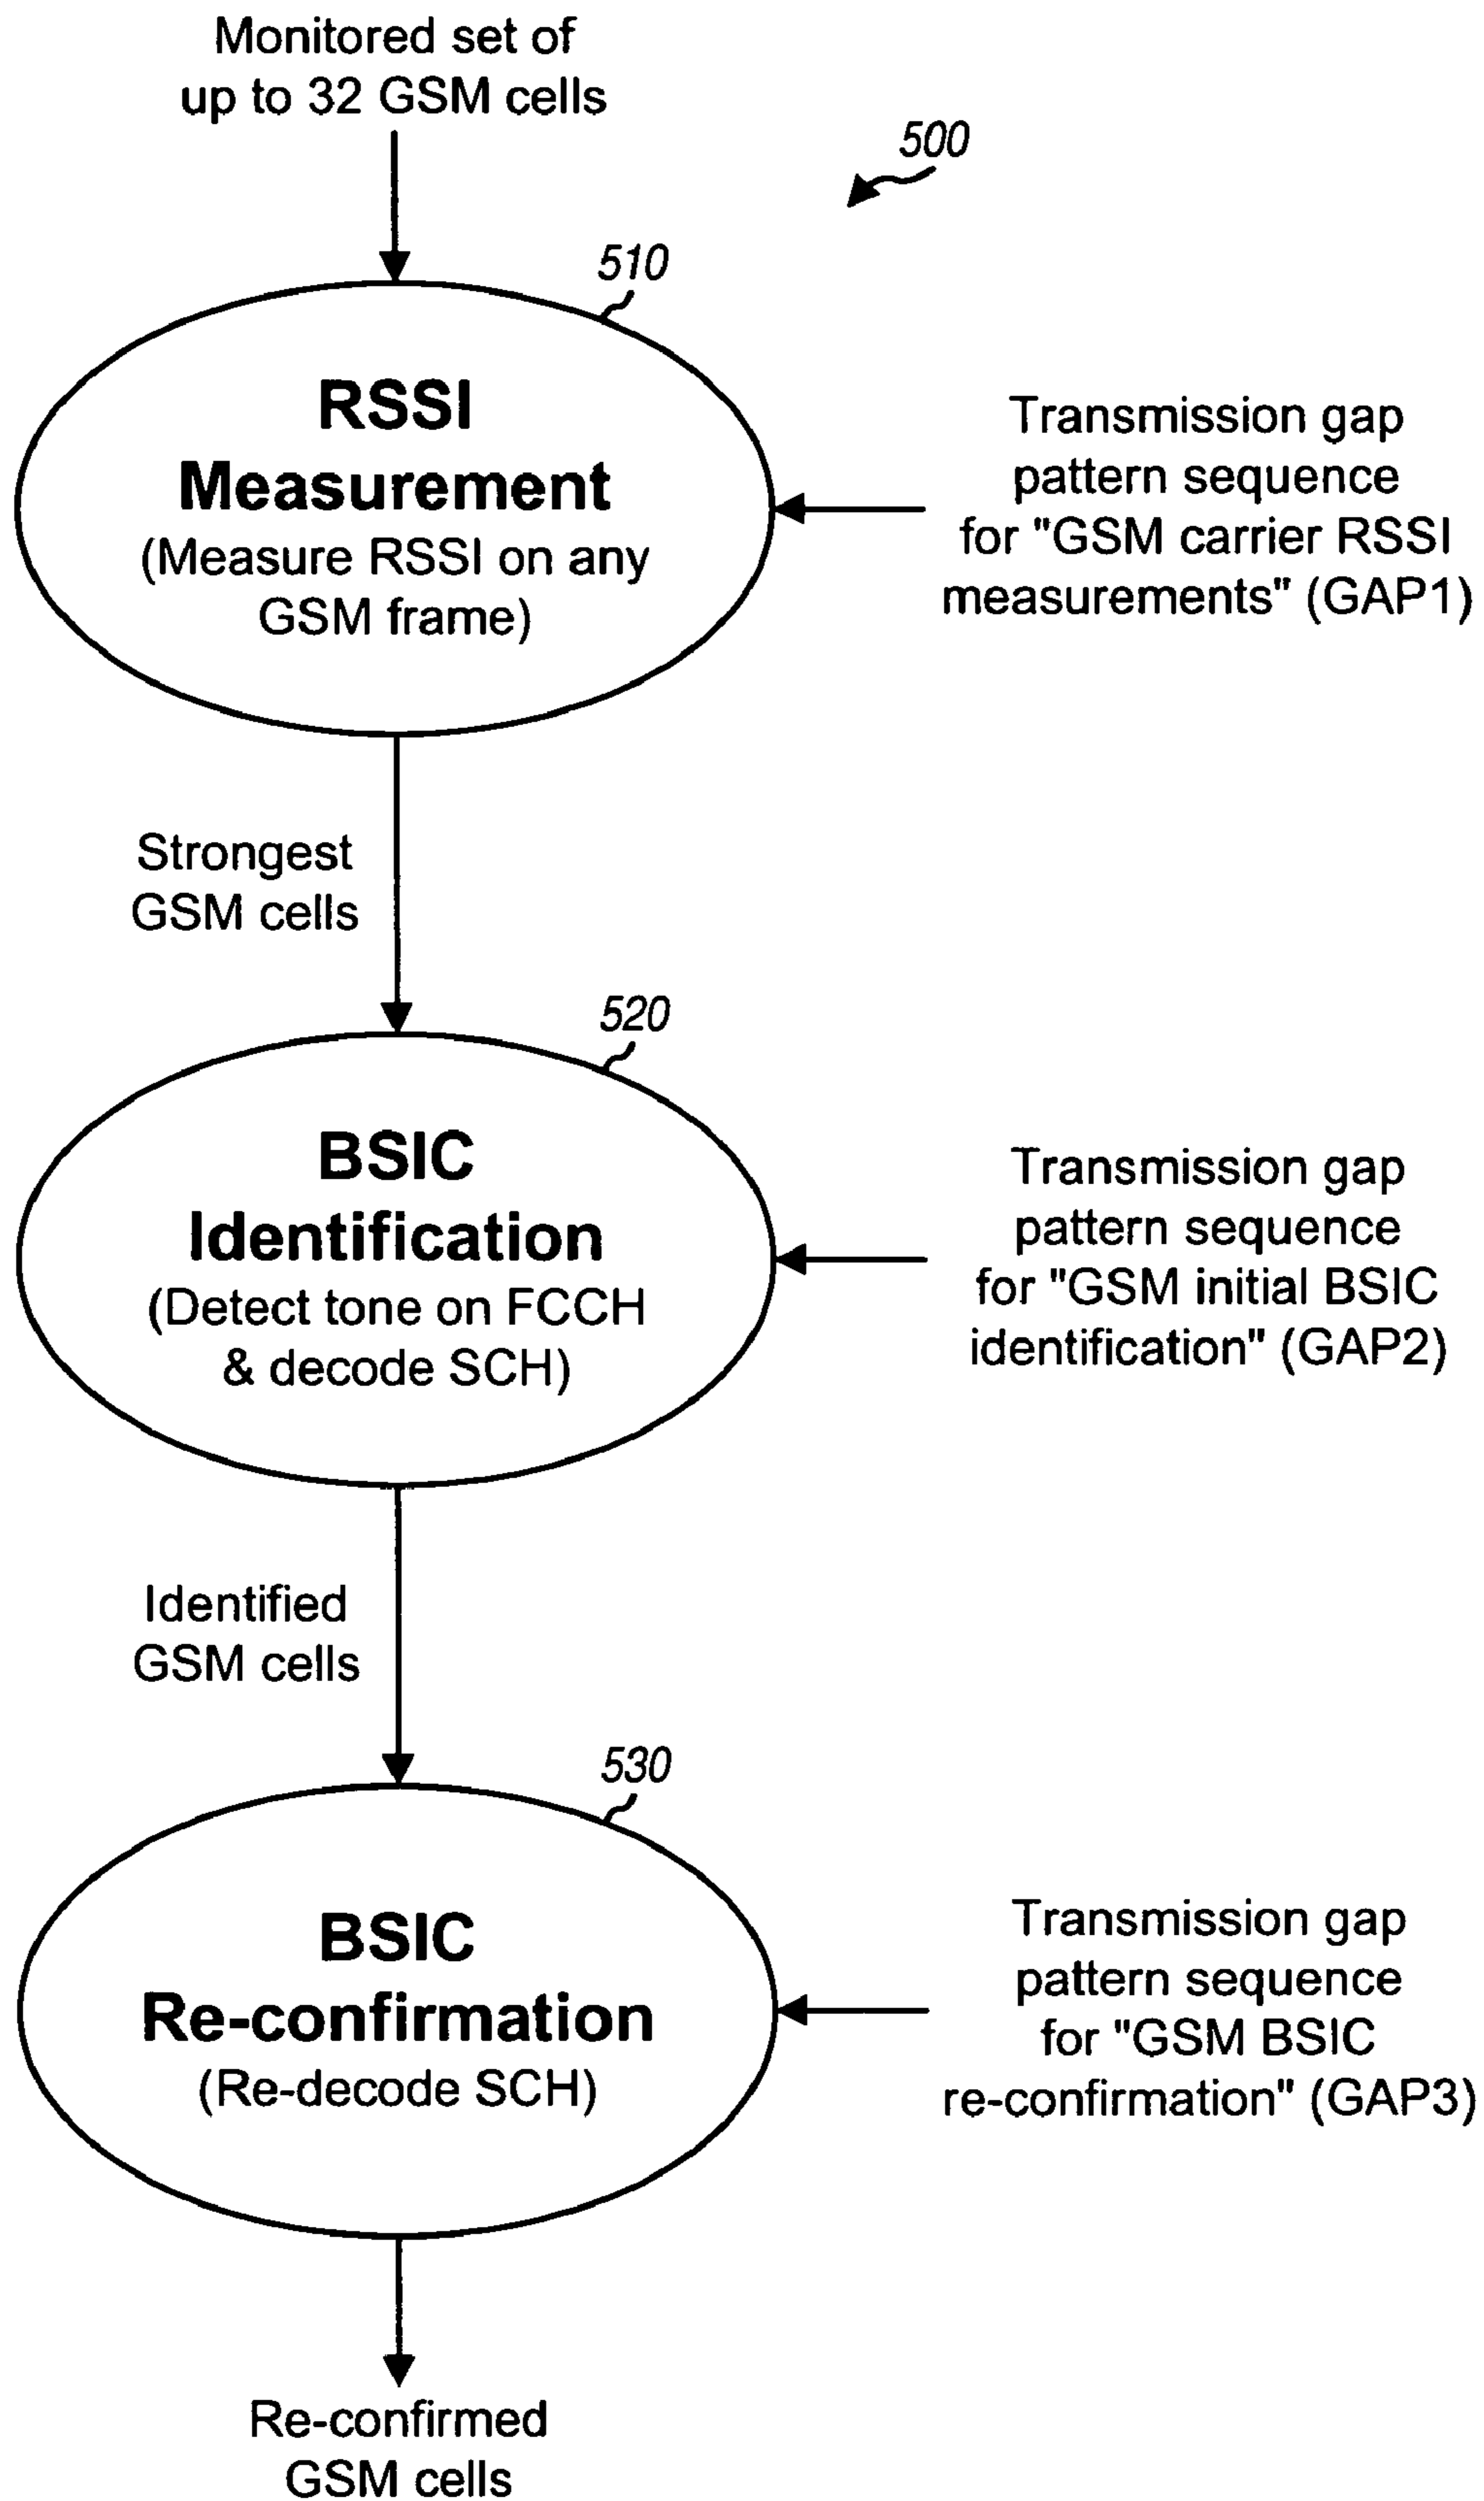 Monitored set of
up to 32 GSM cells
500
510
RSSI
Measurement
(Measure RSSI on any
GSM frame)
Transmission gap
pattern sequence
for "GSM carrier RSSI
measurements" (GAP1)
Strongest
GSM cells
520
BSIC
Identification
(Detect tone on FCCH
& decode SCH)
Transmission gap
pattern sequence
for "GSM initial BSIC
identification" (GAP2)
Identified
GSM cells
530
BSIC
Re-confirmation
(Re-decode SCH)
Transmission gap
pattern sequence
for "GSM BSIC
re-confirmation" (GAP3)
Re-confirmed
GSM cells